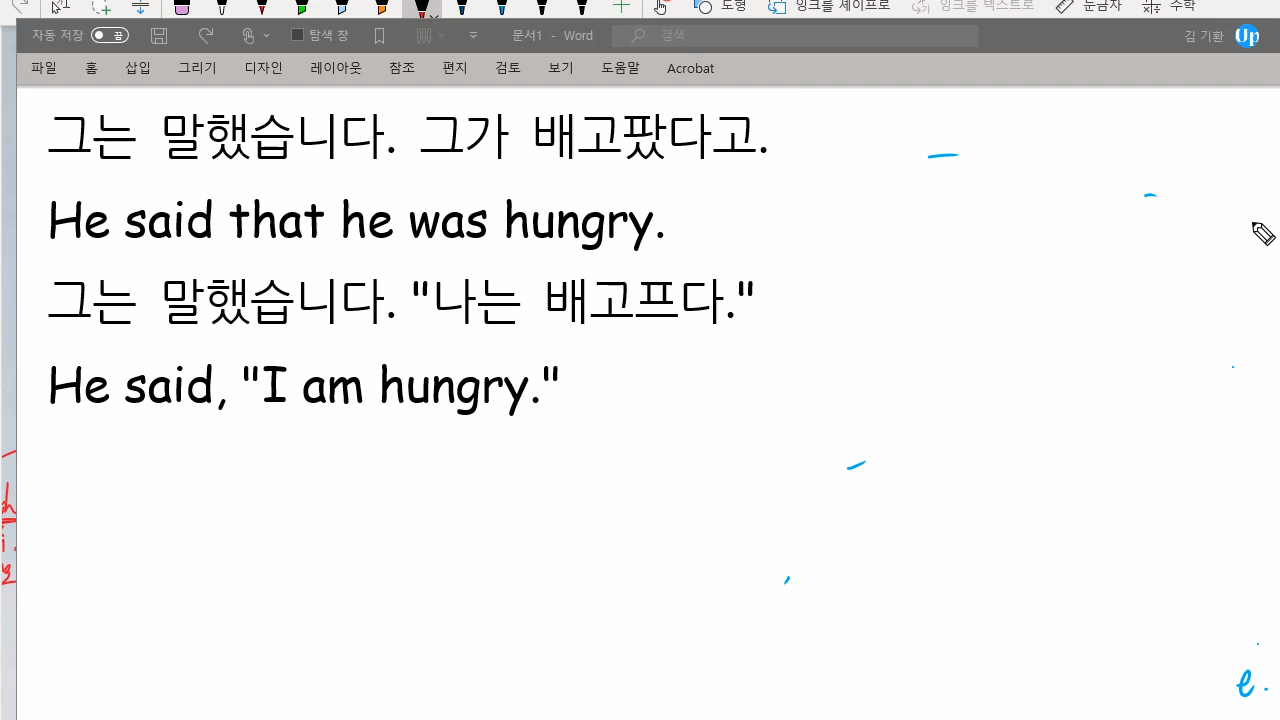 잉크를 셰이프로 잉크를 텍스트로 눈금자 수학
도형
자동 저장 끔 탐색 창 문서1 - Word 검색 김 기환 Up
파일 홈 삽입 그리기 디자인 레이아웃 참조 편지 검토 보기 도움말 Acrobat
그는 말했습니다. 그가 배고팠다고.
He said that he was hungry.
그는 말했습니다. "나는 배고프다."
He said, "I am hungry."
e.